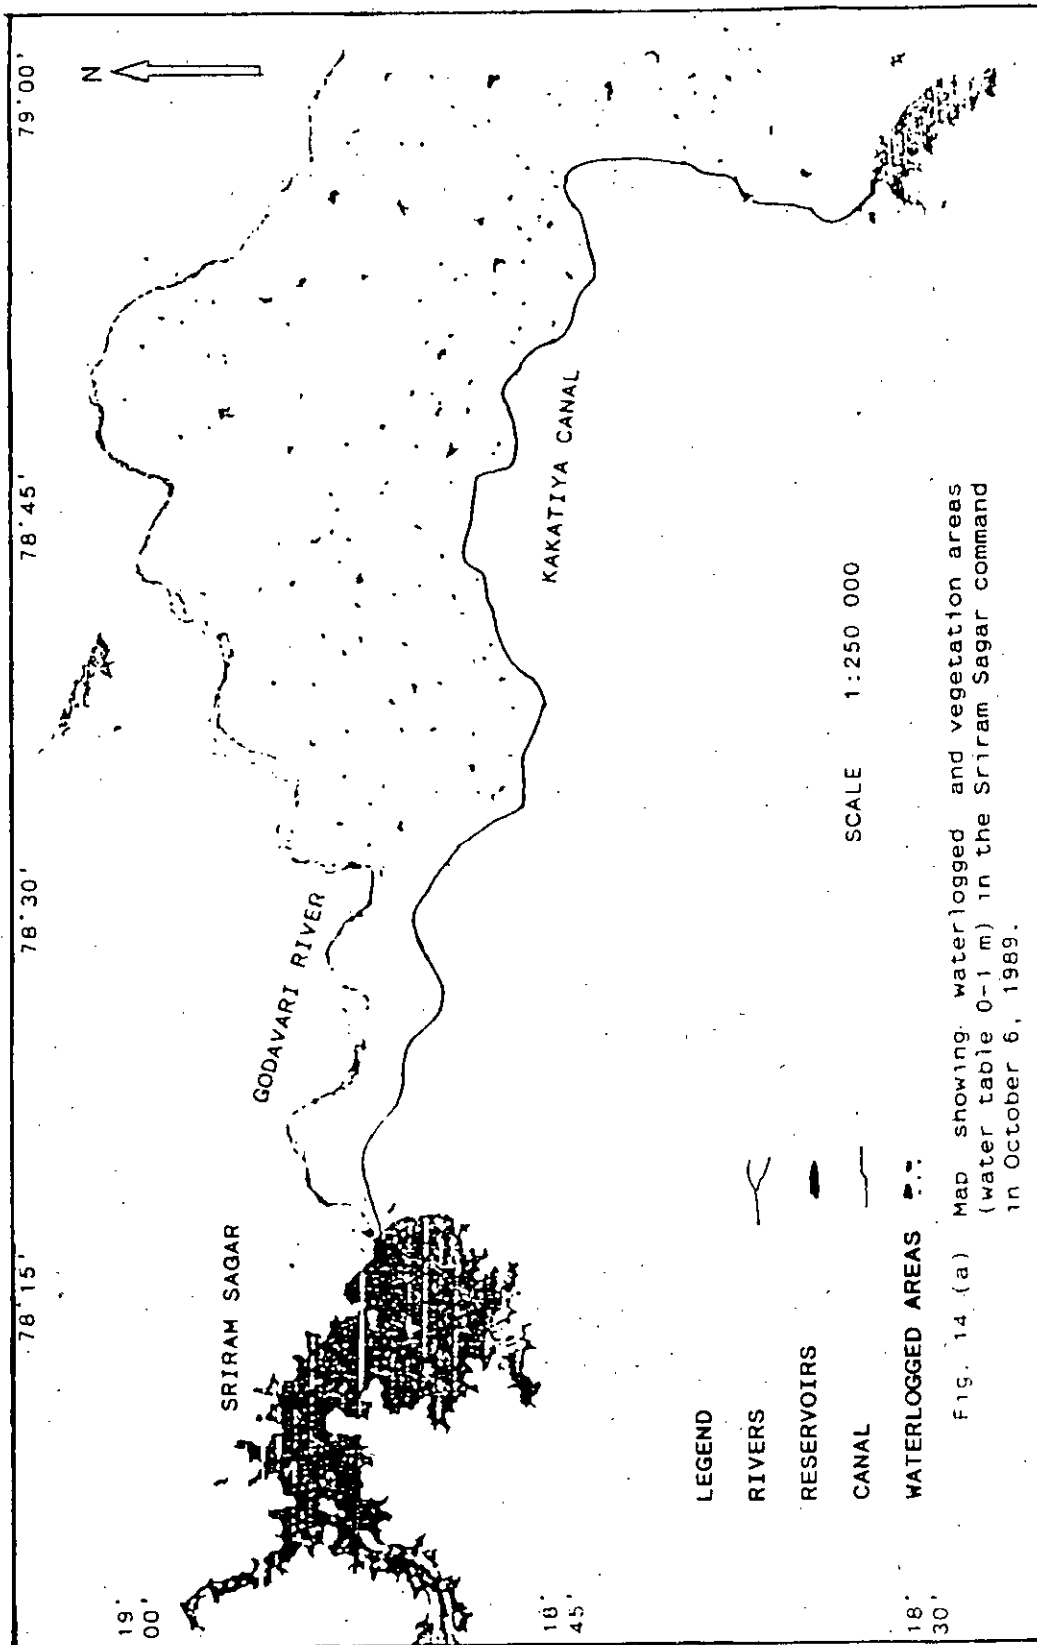 78°15'
78°30'
78°45'
79°00'
N
19°
00'
SRIRAM SAGAR
GODAVARI RIVER
KAKATIYA CANAL
18°
45'
18°
30'
SCALE 1:250 000
LEGEND
RIVERS
RESERVOIRS
CANAL
WATERLOGGED AREAS
Fig. 14 (a) Map showing waterlogged and vegetation areas
(water table 0-1 m) in the Sriram Sagar command
in October 6, 1989.